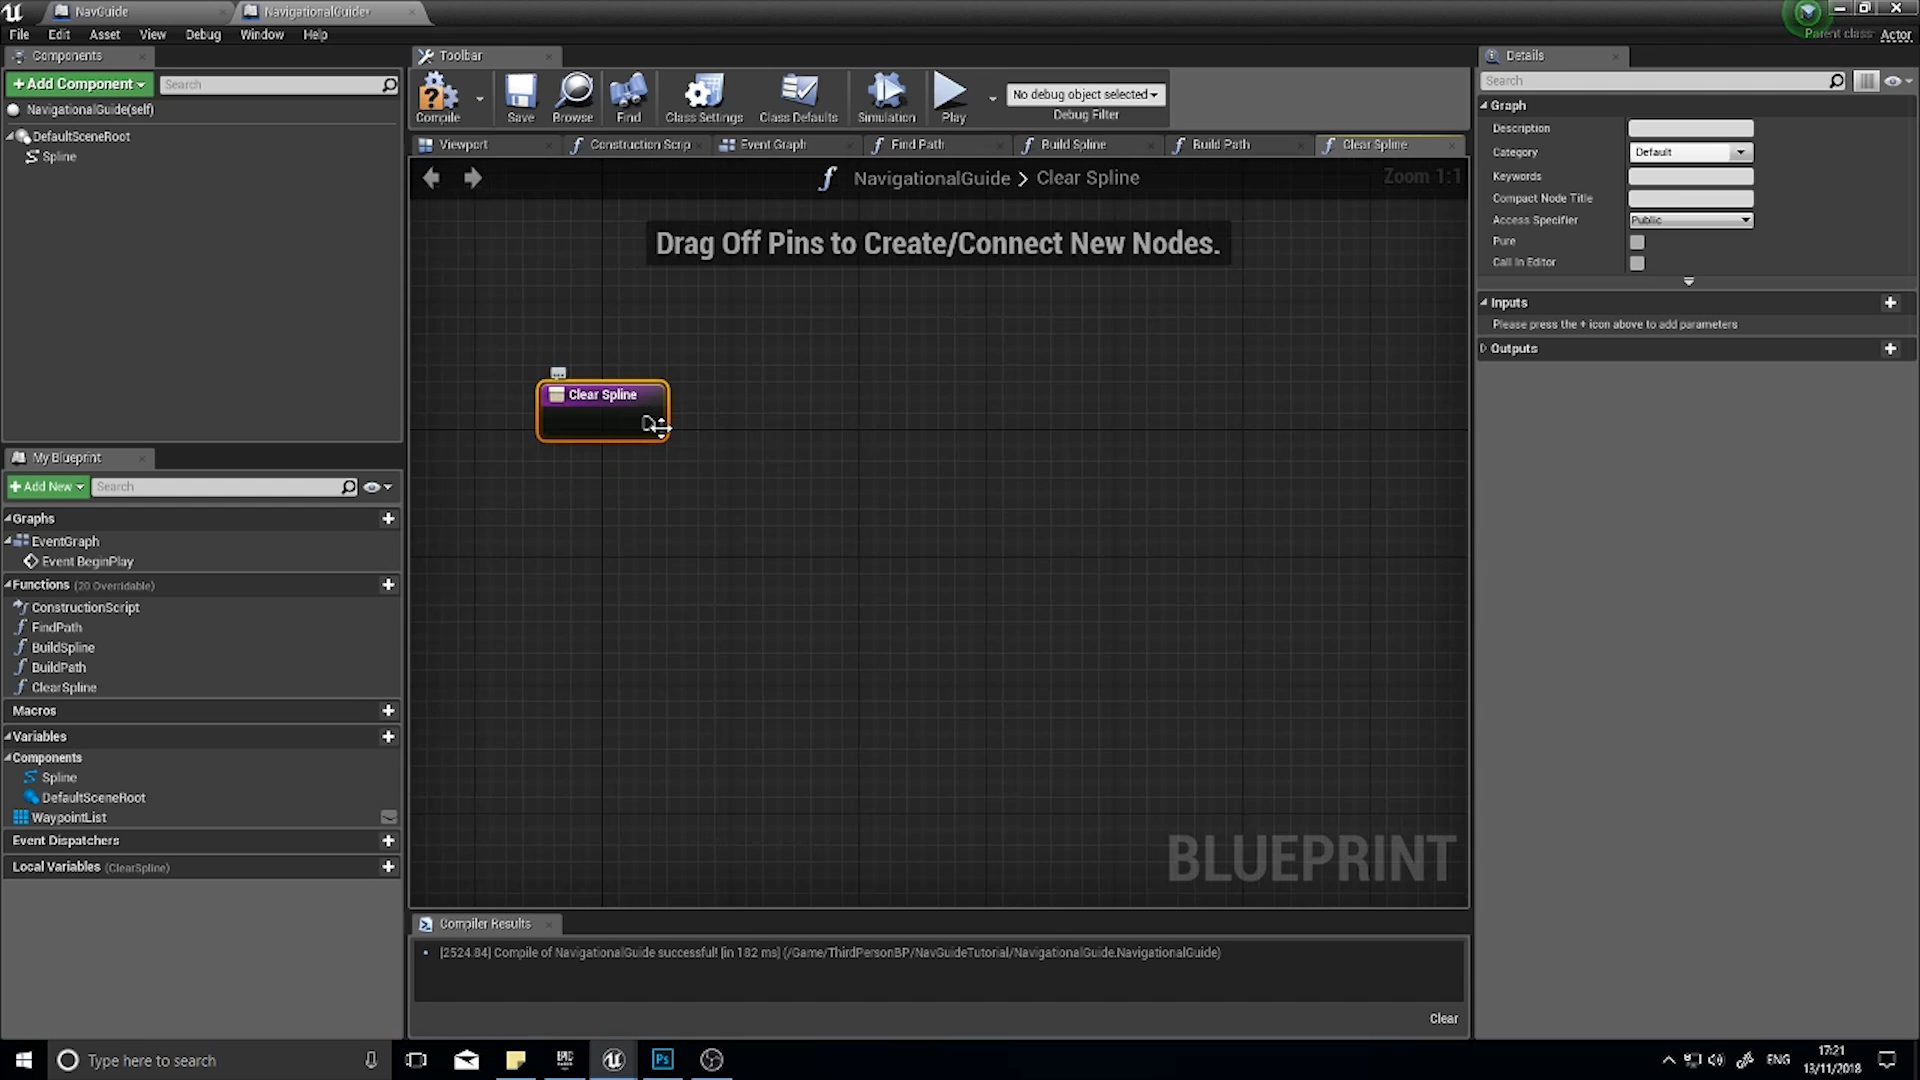 NavGuide
NavigationalGuide*
File Edit Asset View Debug Window Help
Parent class: Actor
Components
+Add Component
Search
NavigationalGuide(self)
DefaultSceneRoot
Spline
My Blueprint
+Add New
Search
Graphs
EventGraph
Event BeginPlay
Functions (20 Overridable)
ConstructionScript
FindPath
BuildSpline
BuildPath
ClearSpline
Macros
Variables
Components
Spline
DefaultSceneRoot
WaypointList
Event Dispatchers
Local Variables (ClearSpline)
Toolbar
Compile Save Browse Find Class Settings Class Defaults Simulation Play
No debug object selected
Debug Filter
Viewport Construction Scrip Event Graph Find Path Build Spline Build Path Clear Spline
NavigationalGuide > Clear Spline
Zoom 1:1
Drag Off Pins to Create/Connect New Nodes.
Clear Spline
BLUEPRINT
Compiler Results
[2524.84] Compile of NavigationalGuide successful! [in 182 ms] (/Game/ThirdPersonBP/NavGuideTutorial/NavigationalGuide.NavigationalGuide)
Clear
Details
Search
Graph
Description
Category Default
Keywords
Compact Node Title
Access Specifier Public
Pure
Call In Editor
Inputs
Please press the + icon above to add parameters
Outputs
Type here to search
EPIC
Ps
ENG
17:21
13/11/2018